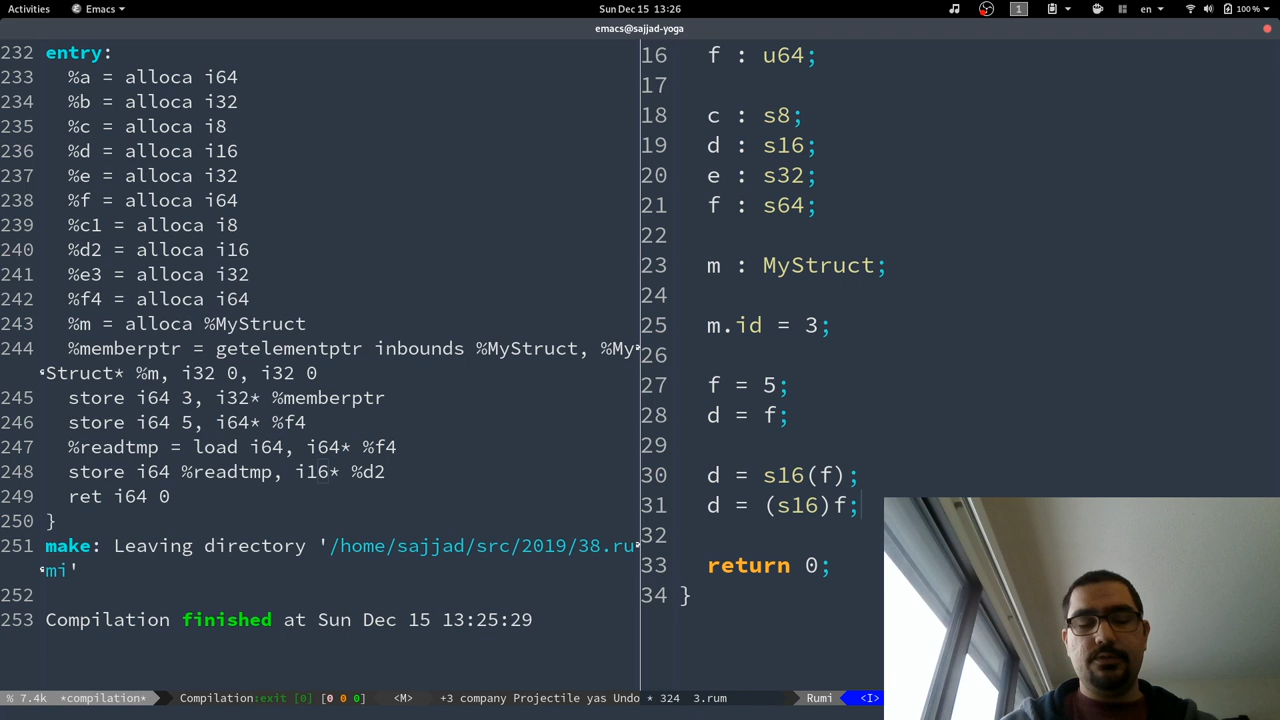 Activities Emacs Sun Dec 15 13:26 1 en 100 %
emacs@sajjad-yoga
232 entry:
233 %a = alloca i64
234 %b = alloca i32
235 %c = alloca i8
236 %d = alloca i16
237 %e = alloca i32
238 %f = alloca i64
239 %c1 = alloca i8
240 %d2 = alloca i16
241 %e3 = alloca i32
242 %f4 = alloca i64
243 %m = alloca %MyStruct
244 %memberptr = getelementptr inbounds %MyStruct, %My
Struct* %m, i32 0, i32 0
245 store i64 3, i32* %memberptr
246 store i64 5, i64* %f4
247 %readtmp = load i64, i64* %f4
248 store i64 %readtmp, i16* %d2
249 ret i64 0
250 }
251 make: Leaving directory '/home/sajjad/src/2019/38.ru
mi'
252
253 Compilation finished at Sun Dec 15 13:25:29
% 7.4k *compilation* Compilation:exit [0] [0 0 0] <M>
16 f : u64;
17
18 c : s8;
19 d : s16;
20 e : s32;
21 f : s64;
22
23 m : MyStruct;
24
25 m.id = 3;
26
27 f = 5;
28 d = f;
29
30 d = s16(f);
31 d = (s16)f;
32
33 return 0;
34 }
+3 company Projectile yas Undo * 324 3.rum Rumi <I>